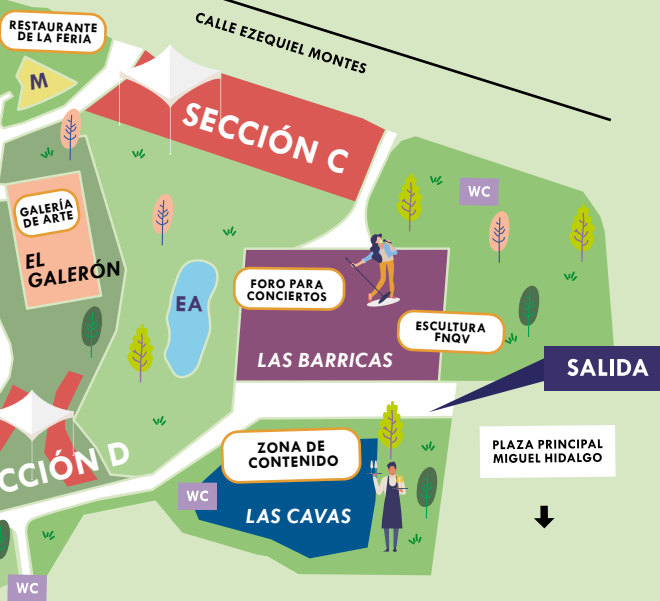 RESTAURANTE
DE LA FERIA
CALLE EZEQUIEL MONTES
M
SECCIÓN C
WC
GALERÍA
DE ARTE
EL
GALERÓN
EA
FORO PARA
CONCIERTOS
ESCULTURA
FNQV
LAS BARRICAS
SALIDA
ZONA DE
CONTENIDO
PLAZA PRINCIPAL
MIGUEL HIDALGO
CCIÓN D
WC
LAS CAVAS
WC